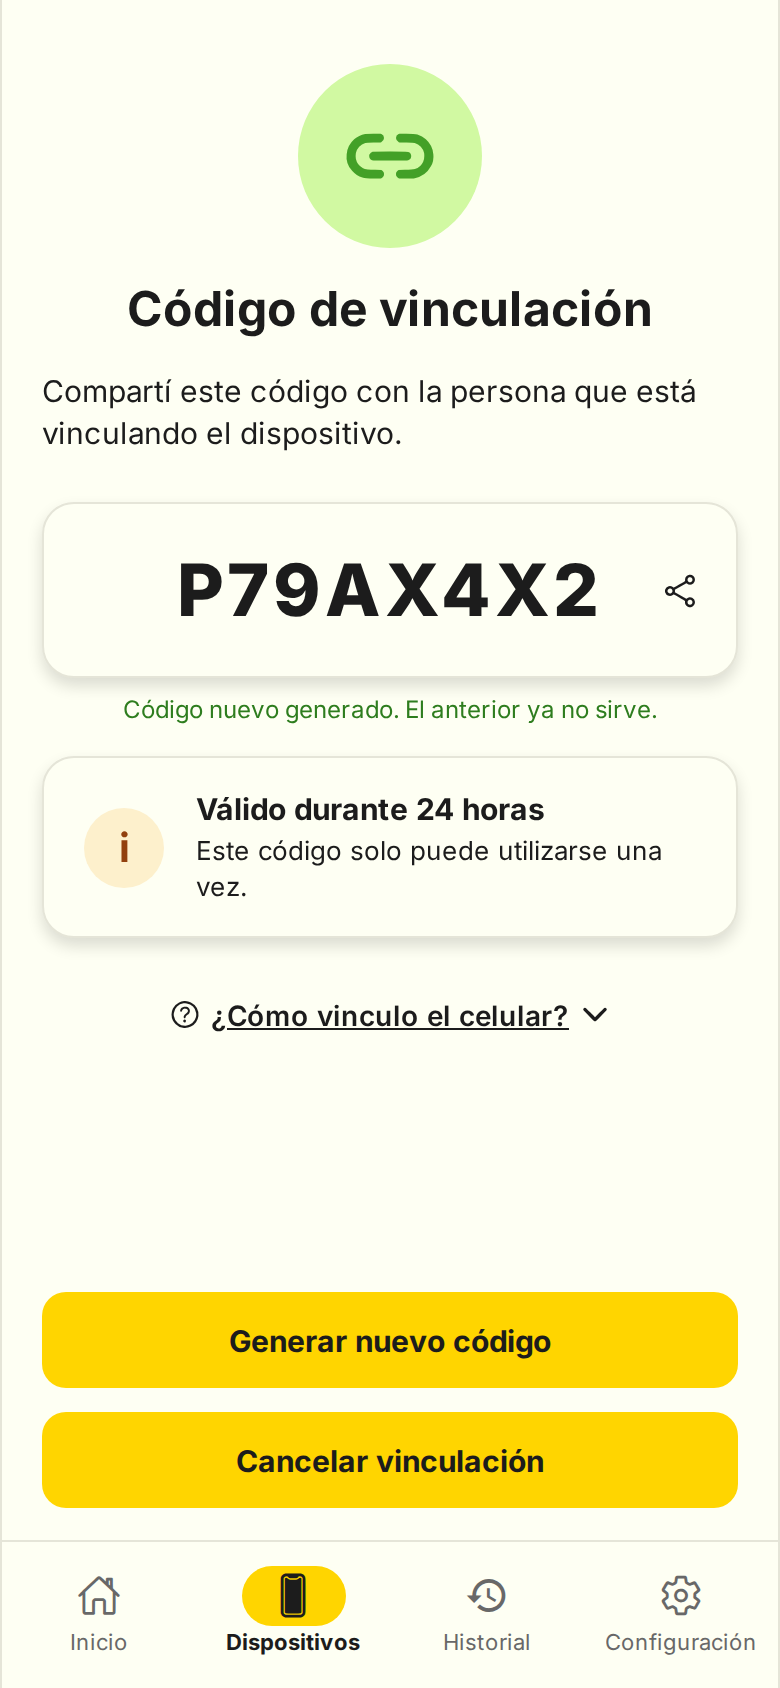 Código de vinculación
Compartí este código con la persona que está
vinculando el dispositivo.
P79AX4X2
Código nuevo generado. El anterior ya no sirve.
i
Válido durante 24 horas
Este código solo puede utilizarse una
vez.
¿Cómo vinculo el celular?
Generar nuevo código
Cancelar vinculación
Inicio
Dispositivos
Historial
Configuración